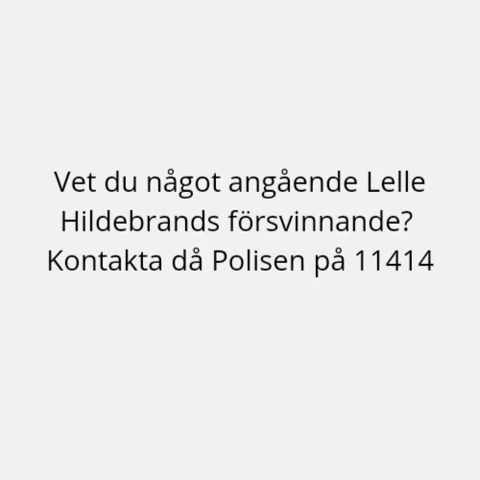 Vet du något angående Lelle
Hildebrands försvinnande?
Kontakta då Polisen på 11414